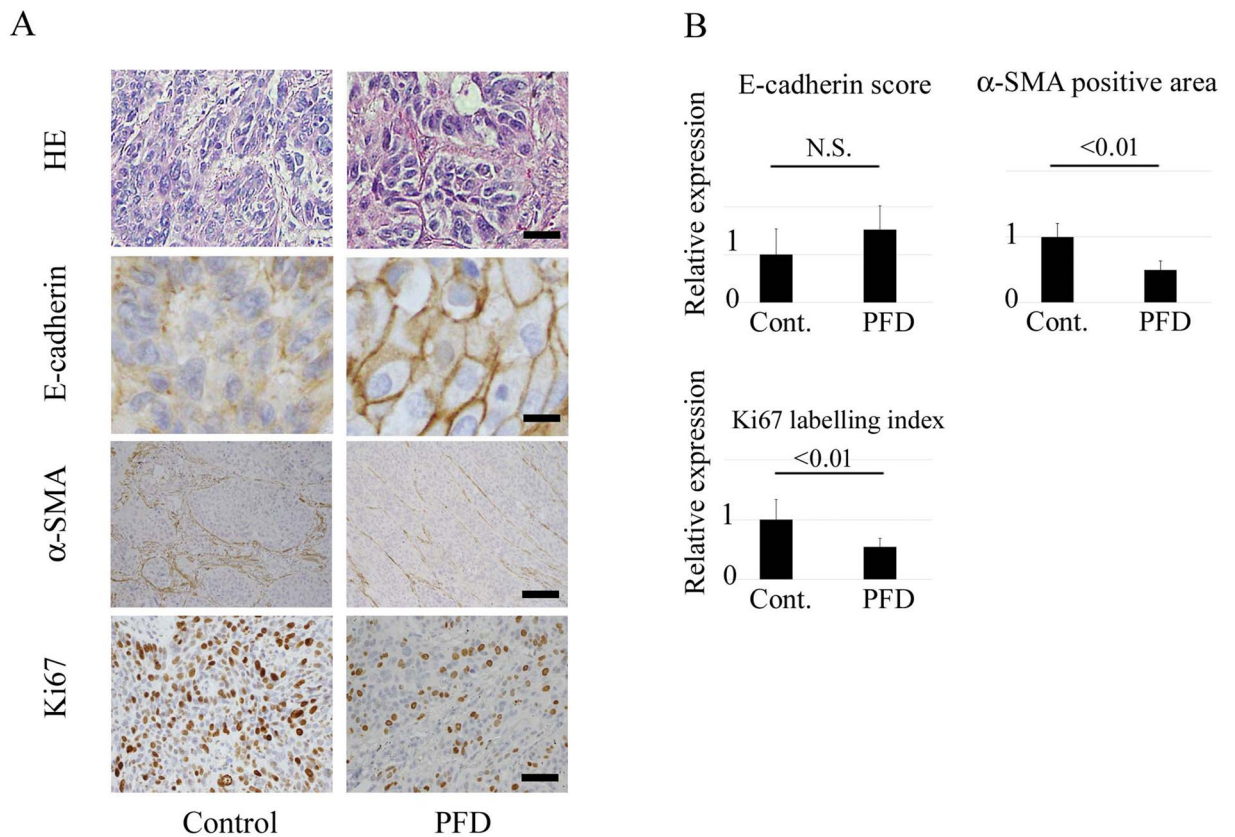 A
HE
E-cadherin
α-SMA
Ki67
Control
PFD
B
E-cadherin score
Relative expression
N.S.
1
0
Cont.
PFD
α-SMA positive area
<0.01
1
0
Cont.
PFD
Ki67 labelling index
Relative expression
<0.01
1
0
Cont.
PFD